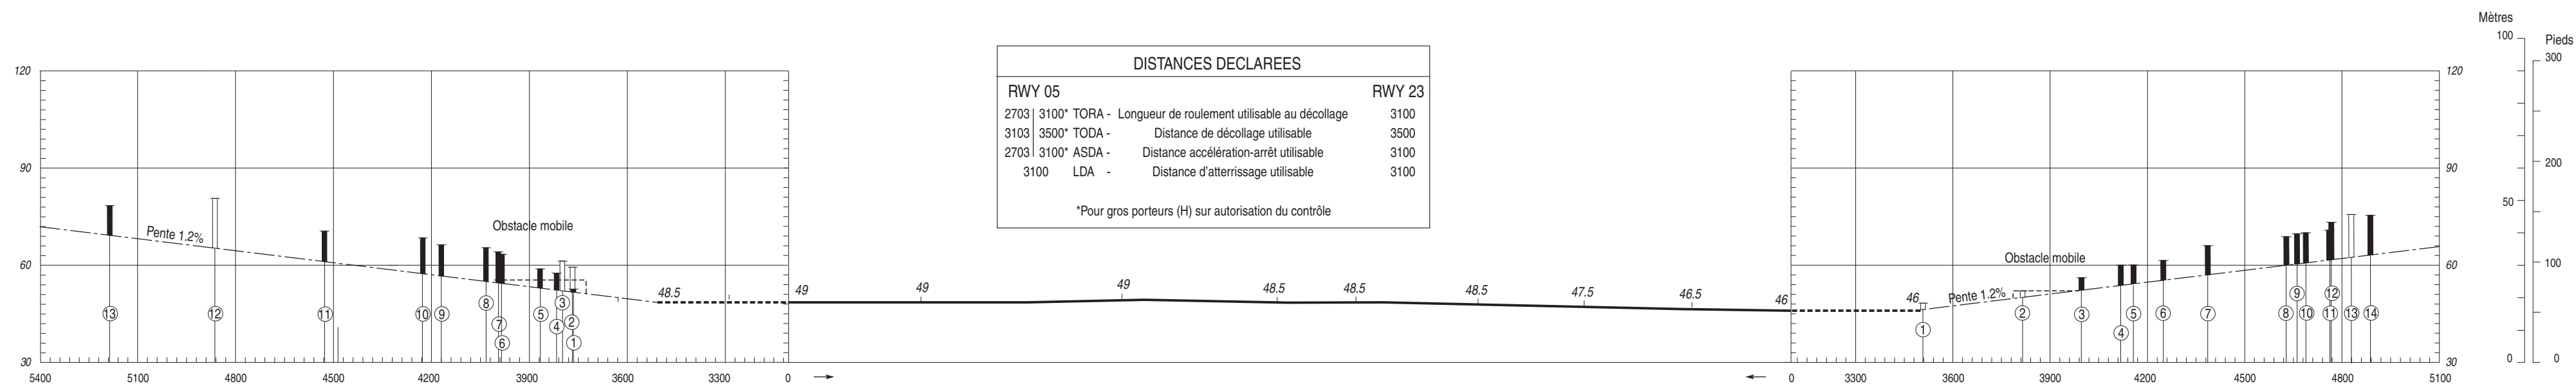 Mètres
Pieds
100
300
50
200
100
0
0
DISTANCES DECLAREES
RWY 05 RWY 23
2703 | 3100* TORA - Longueur de roulement utilisable au décollage 3100
3103 | 3500* TODA - Distance de décollage utilisable 3500
2703 | 3100* ASDA - Distance accélération-arrêt utilisable 3100
3100 LDA - Distance d'atterrissage utilisable 3100
*Pour gros porteurs (H) sur autorisation du contrôle
120
90
60
30
Pente 1.2%
Obstacle mobile
13 12 11 10 9 8 7 6 5 4 3 2 1
48.5
49 49 49 48.5 48.5 48.5 47.5 46.5 46
46
Obstacle mobile
Pente 1.2%
1 2 3 4 5 6 7 8 9 10 11 12 13 14
120
90
60
30
5400 5100 4800 4500 4200 3900 3600 3300 0
0 3300 3600 3900 4200 4500 4800 5100